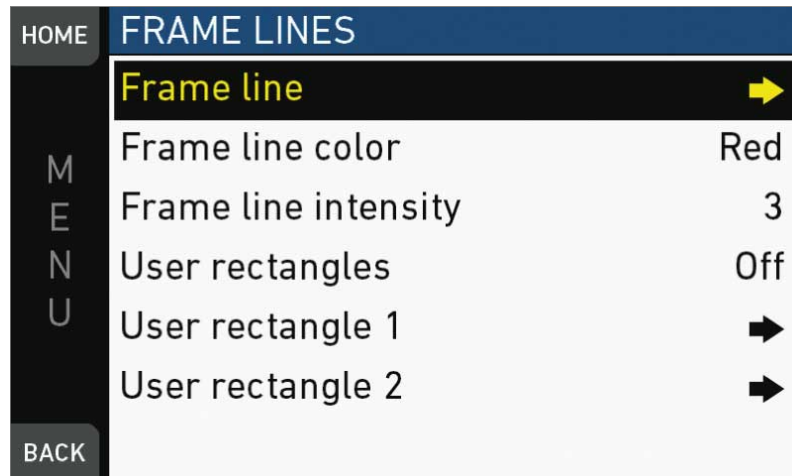 HOME
FRAME LINES
Frame line
Frame line color Red
Frame line intensity 3
User rectangles Off
User rectangle 1
User rectangle 2
MENU
BACK